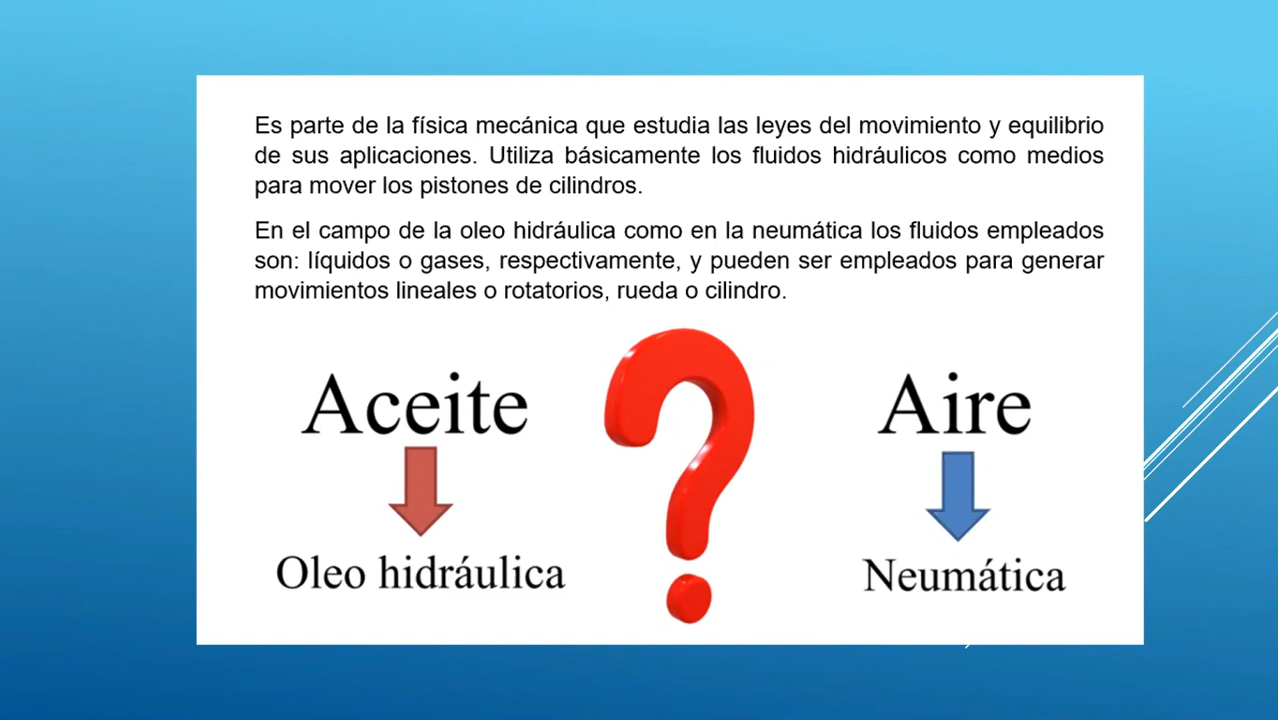 Es parte de la física mecánica que estudia las leyes del movimiento y equilibrio
de sus aplicaciones. Utiliza básicamente los fluidos hidráulicos como medios
para mover los pistones de cilindros.
En el campo de la oleo hidráulica como en la neumática los fluidos empleados
son: líquidos o gases, respectivamente, y pueden ser empleados para generar
movimientos lineales o rotatorios, rueda o cilindro.
Aceite
?
Aire
Oleo hidráulica
Neumática